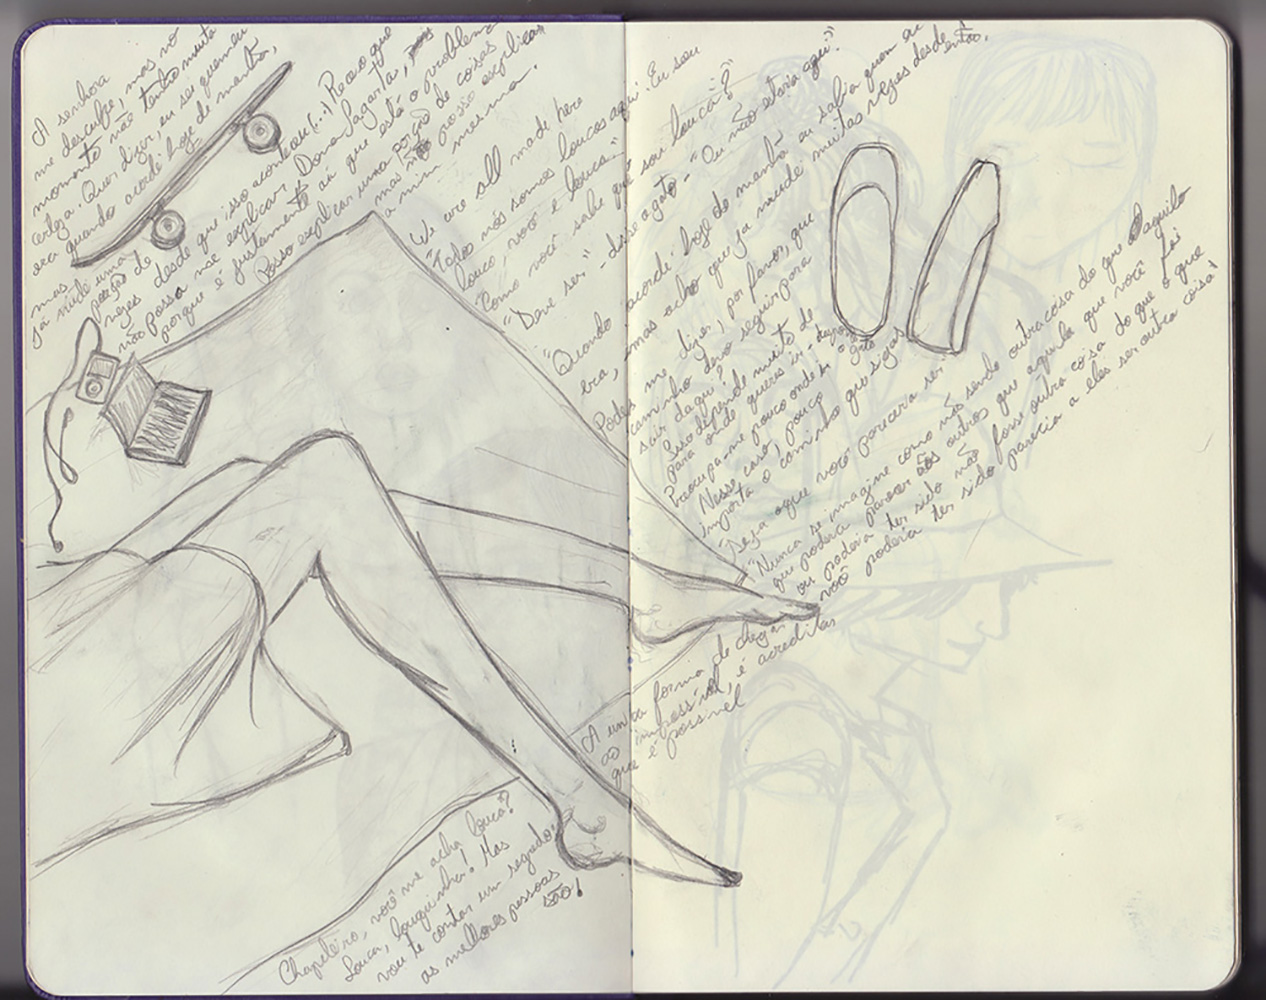 A senhora
me desculpe, mas no
momento não tenho muita
certeza. Quer dizer, eu sei quem eu
era quando acordei hoje de manhã,
mas já mudei uma
porção de
vezes desde que isso aconteceu (...) Receio que
não possa me explicar, Dona Lagarta,
porque é justamente aí que está o problema
Posso explicar uma porção de coisas
mas não posso explicar
a mim mesma.
We are all made here
"Todos nós somos loucos aqui. Eu sou
louco, você é louca."
"Como você sabe que sou louca?"
"Deve ser" - disse o gato - "Ou não estaria aqui".
"Quando acordei hoje de manhã eu sabia quem eu
era, mas acho que já mudei muitas vezes desde então.
Podes me dizer, por favor, que
caminho devo seguir para
sair daqui?
Isso depende muito de
para onde queres ir - respondeu
o gato
Preocupa-me pouco onde ir
Nesse caso, pouco
importa o caminho que sigas
"Seja o que você parecera ser
"Nunca se imagine como não sendo outra coisa do que aquilo
que poderia parecer aos outros que aquela que você foi
ou poderia ter sido não fosse outra coisa do que o que
você poderia ter sido parecia a eles ser outra coisa!
A unica forma de chegar
ao impossível, é acreditar
que é possível
Chapeleiro, você me acha louca?
Louca, louquinha! Mas
vou te contar um segredo:
as melhores pessoas
são!